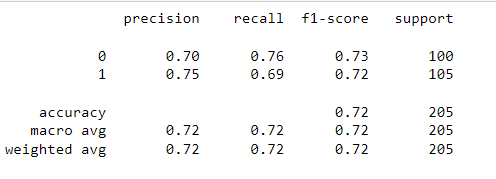 precision recall f1-score support
0 0.70 0.76 0.73 100
1 0.75 0.69 0.72 105
accuracy 0.72 205
macro avg 0.72 0.72 0.72 205
weighted avg 0.72 0.72 0.72 205